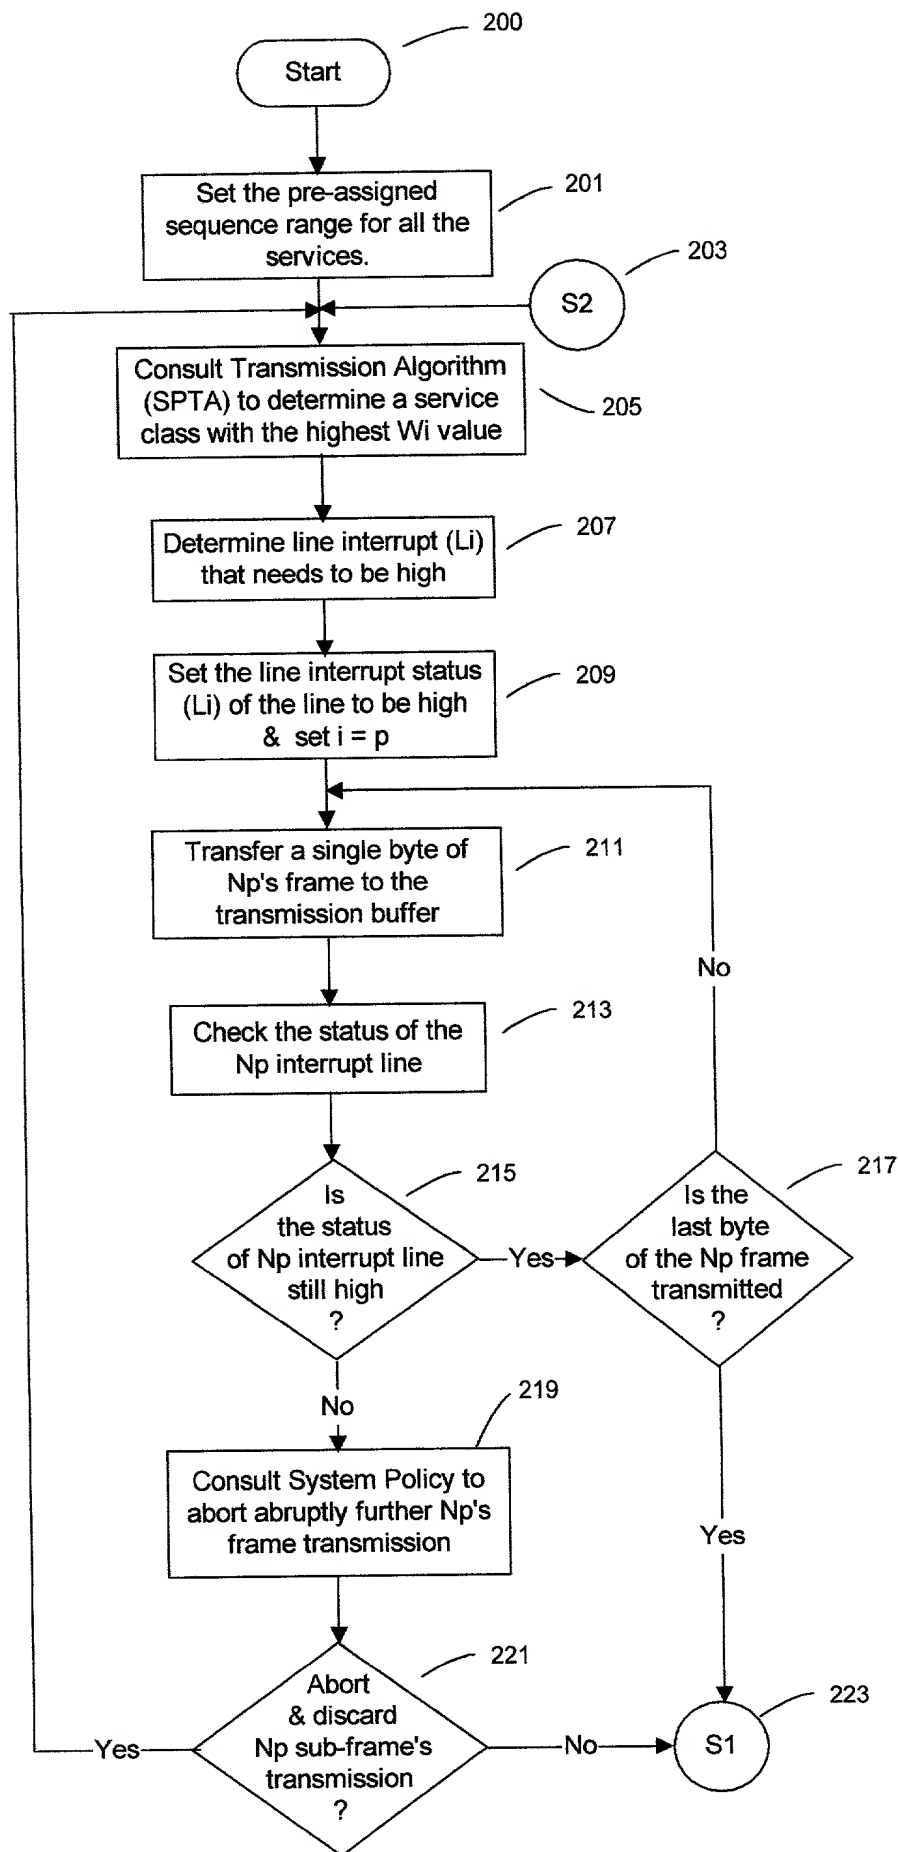 200
Start
201
Set the pre-assigned
sequence range for all the
services.
203
S2
Consult Transmission Algorithm
(SPTA) to determine a service
class with the highest Wi value
205
207
Determine line interrupt (Li)
that needs to be high
Set the line interrupt status
(Li) of the line to be high
& set i = p
209
Transfer a single byte of
Np's frame to the
transmission buffer
211
No
213
Check the status of the
Np interrupt line
215
Is
the status
of Np interrupt line
still high
?
Yes
217
Is the
last byte
of the Np frame
transmitted
?
No
219
Consult System Policy to
abort abruptly further Np's
frame transmission
Yes
221
Abort
& discard
Np sub-frame's
transmission
?
Yes
No
223
S1